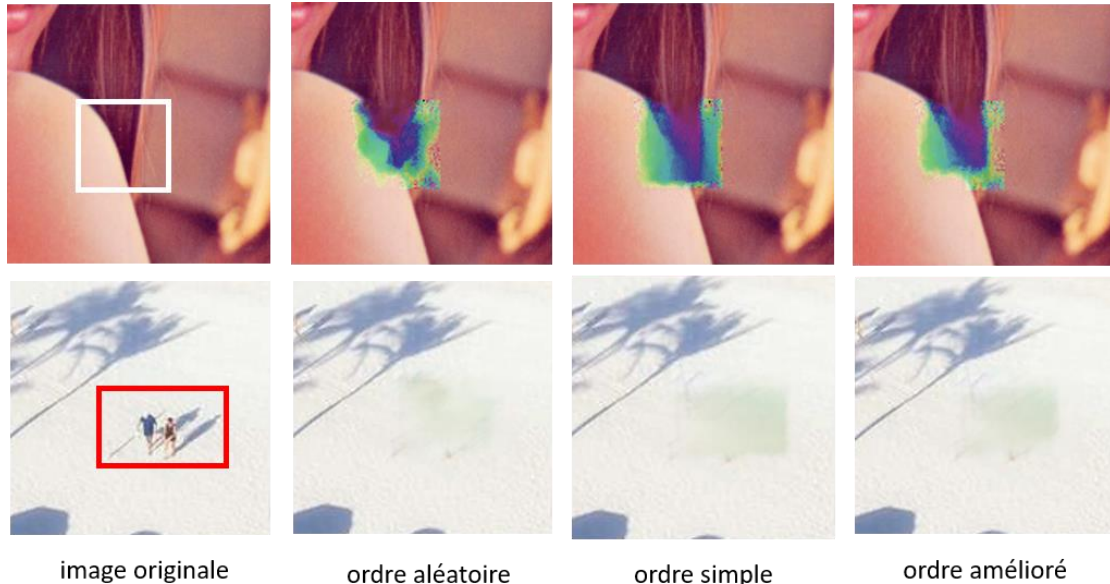 image originale
ordre aléatoire
ordre simple
ordre amélioré